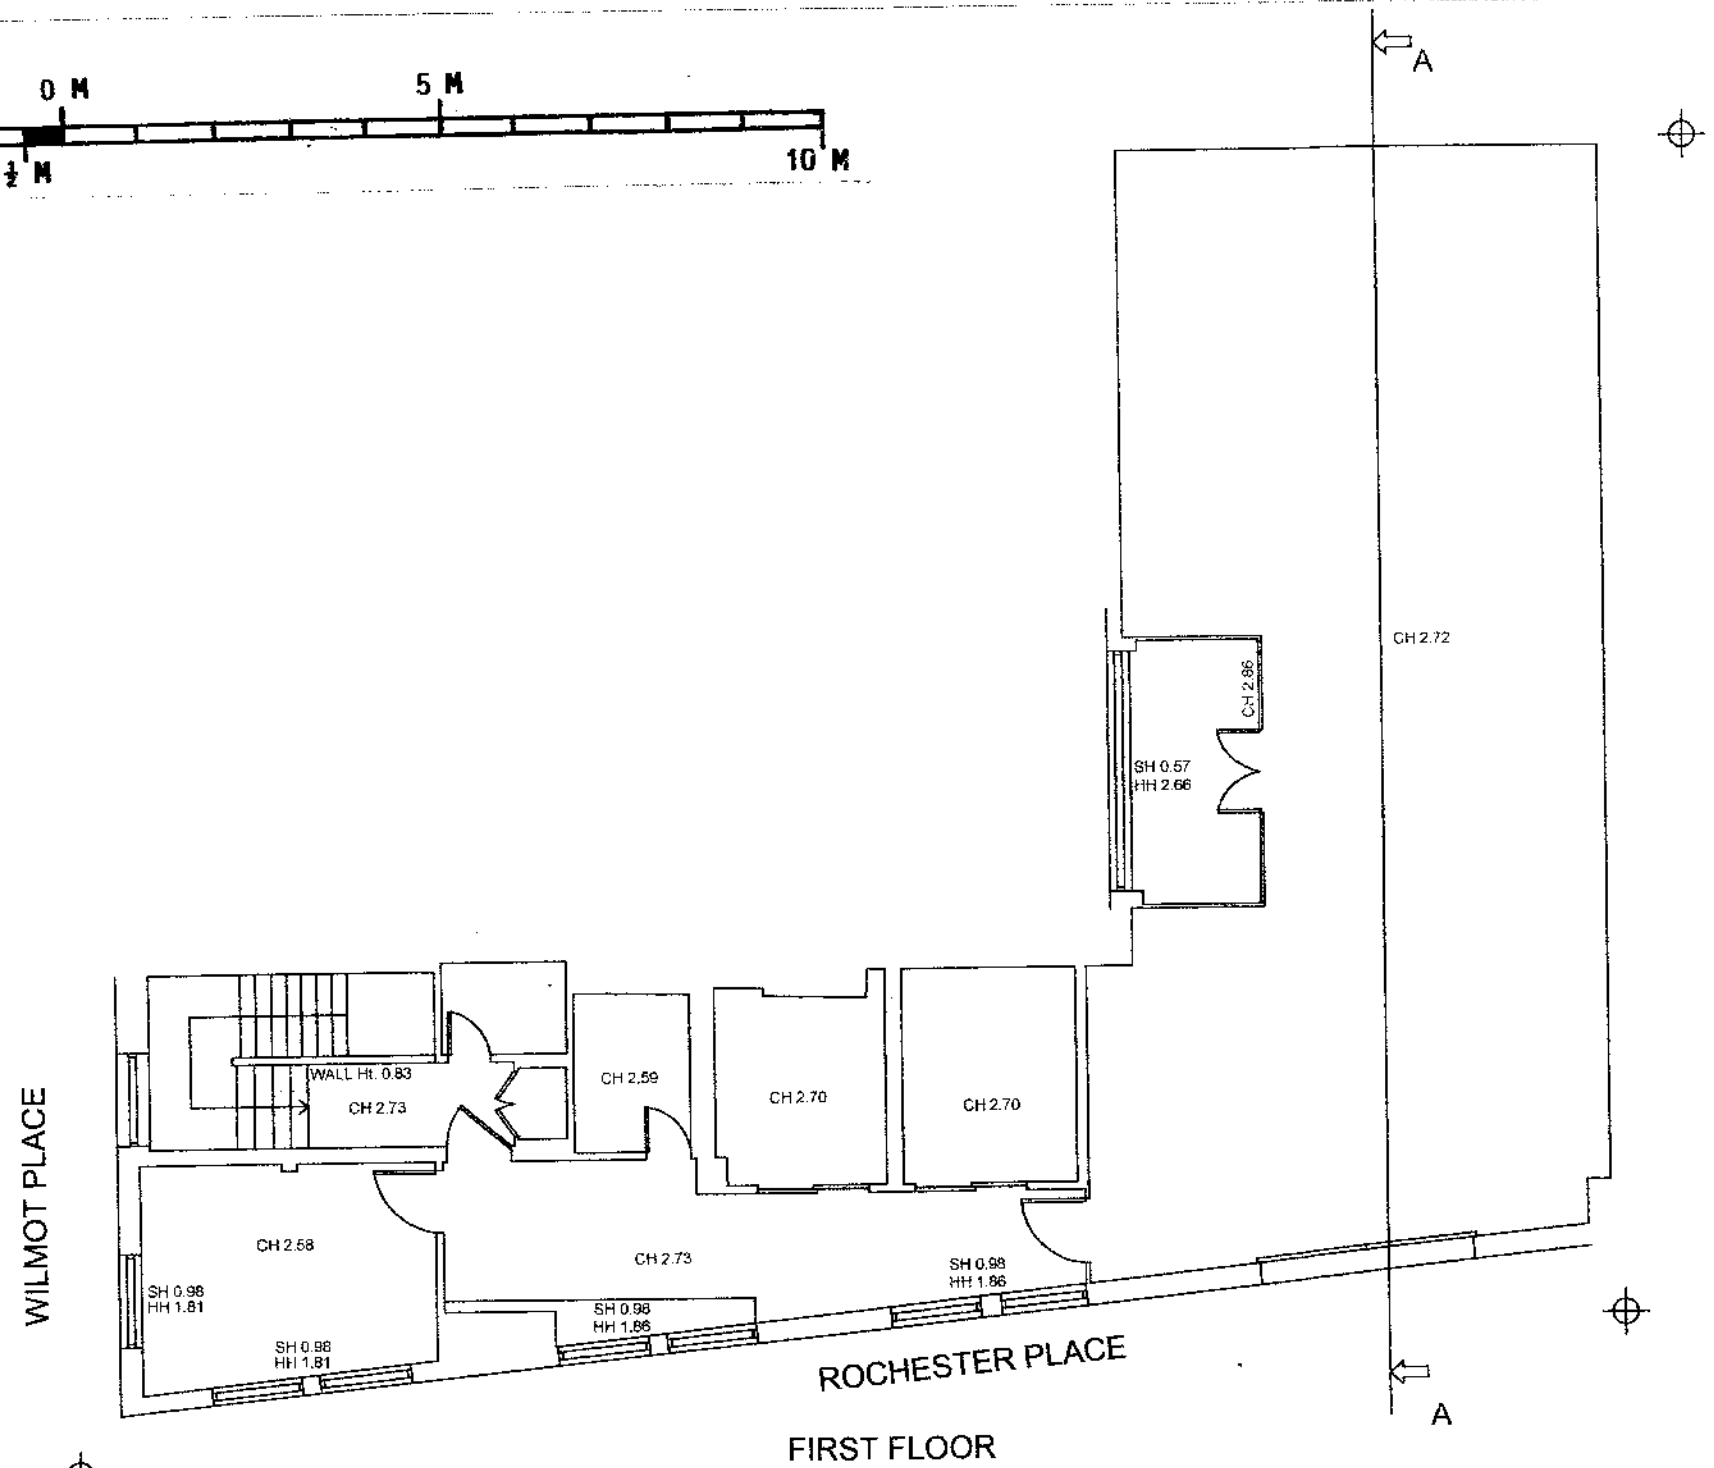 A
0 M
5 M
½ M
10 M
CH 2.72
CH 2.86
SH 0.57
HH 2.66
WALL Ht. 0.83
CH 2.73
CH 2.59
CH 2.70
CH 2.70
WILMOT PLACE
CH 2.58
SH 0.98
HH 1.81
SH 0.98
HH 1.81
CH 2.73
SH 0.98
HH 1.86
SH 0.98
HH 1.86
ROCHESTER PLACE
A
FIRST FLOOR